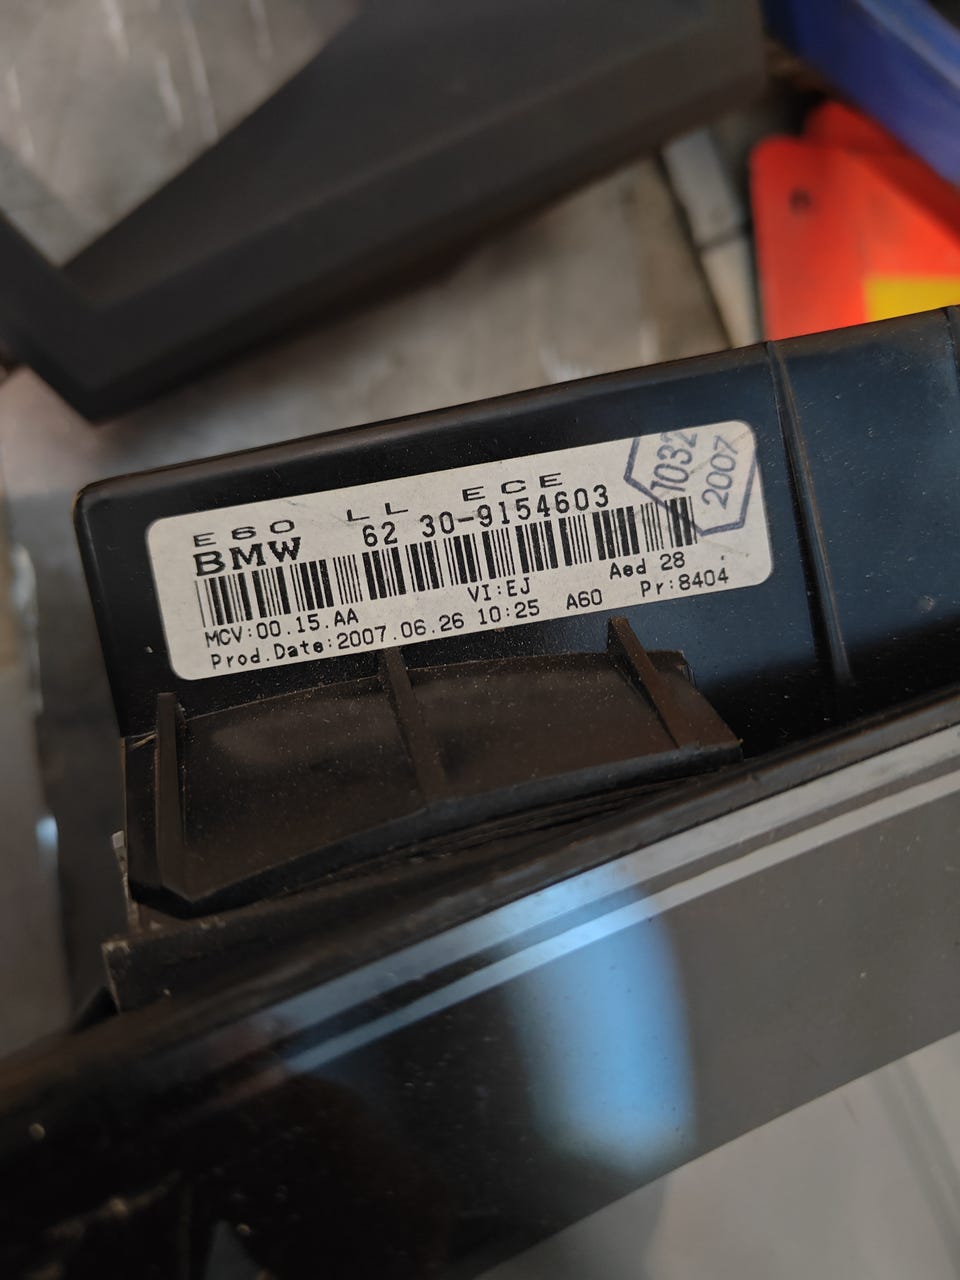 E60 LL ECE
BMW 62 30-9154603
MCV:00.15.AA VI:EJ Aed 28
Prod.Date:2007.06.26 10:25 A60 Pr:8404
1032
2007